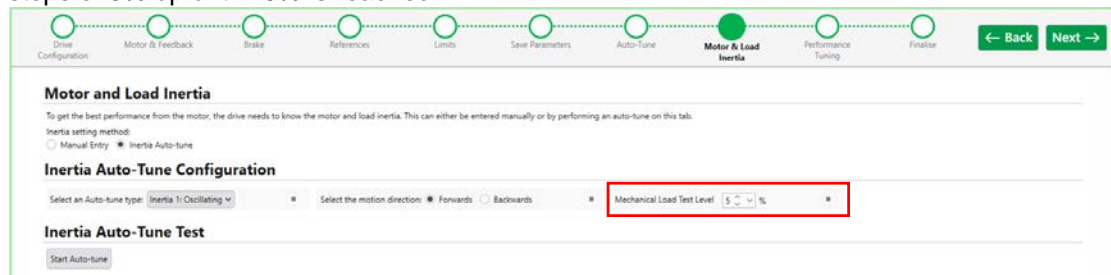 Drive Configuration
Motor & Feedback
Brake
References
Limits
Save Parameters
Auto-Tune
Motor & Load Inertia
Performance Tuning
Finalise
← Back
Next →
Motor and Load Inertia
To get the best performance from the motor, the drive needs to know the motor and load inertia. This can either be entered manually or by performing an auto-tune on this tab.
Inertia setting method:
Manual Entry Inertia Auto-tune
Inertia Auto-Tune Configuration
Select an Auto-tune type: Inertia 1: Oscillating Select the motion direction: Forwards Backwards Mechanical Load Test Level 5 %
Inertia Auto-Tune Test
Start Auto-tune